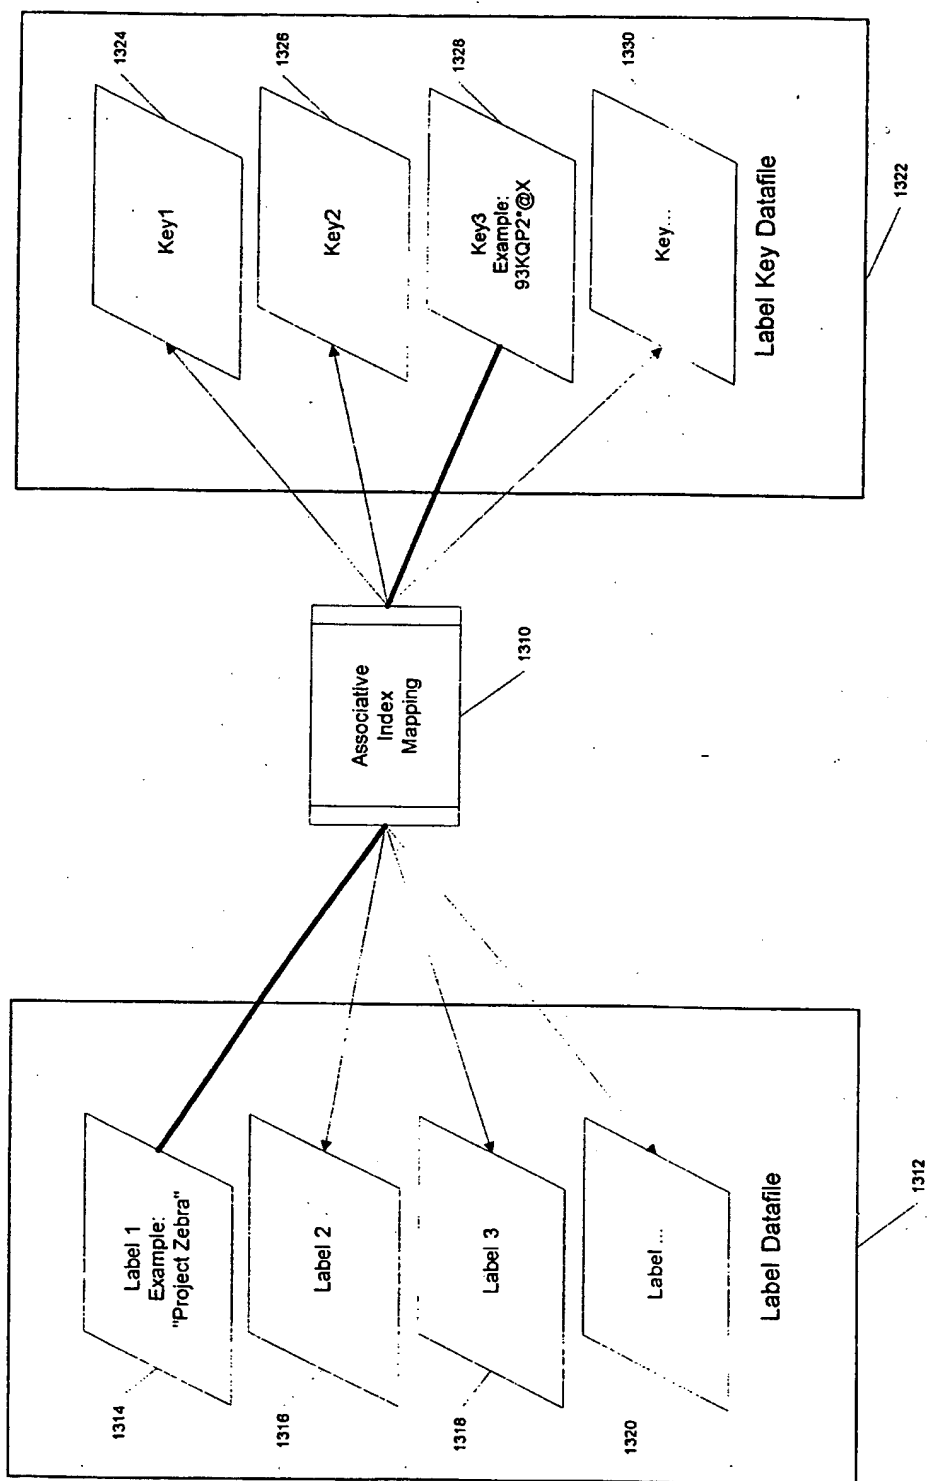 1314
Label 1
Example:
"Project Zebra"
1316
Label 2
1318
Label 3
1320
Label ...
Label Datafile
1312
Associative
Index
Mapping
1310
1324
Key1
1326
Key2
1328
Key3
Example:
93KQP2*@X
1330
Key...
Label Key Datafile
1322